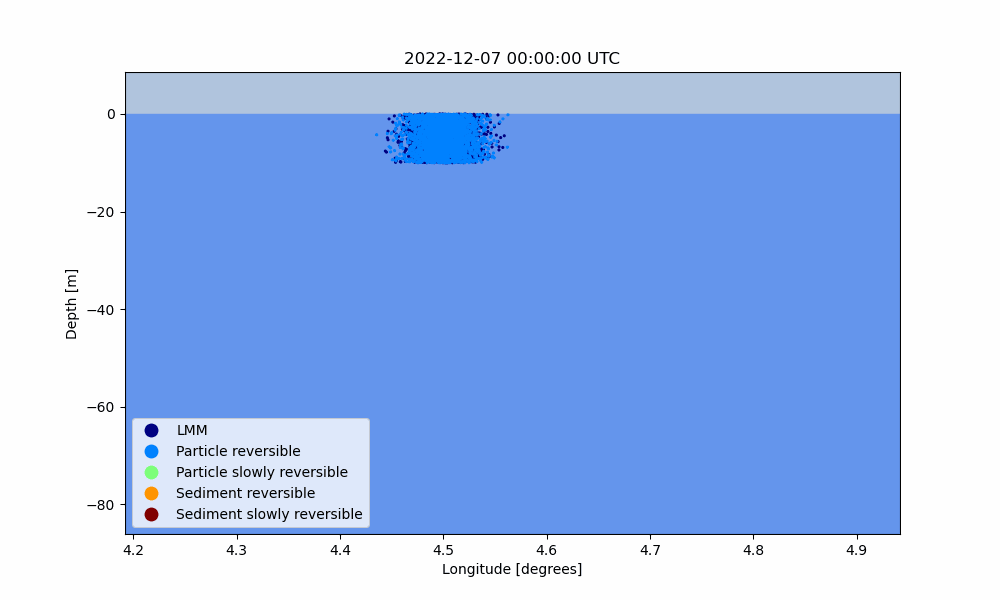 2022-12-07 00:00:00 UTC
0
−20
−40
−60
−80
Depth [m]
LMM
Particle reversible
Particle slowly reversible
Sediment reversible
Sediment slowly reversible
4.2 4.3 4.4 4.5 4.6 4.7 4.8 4.9
Longitude [degrees]